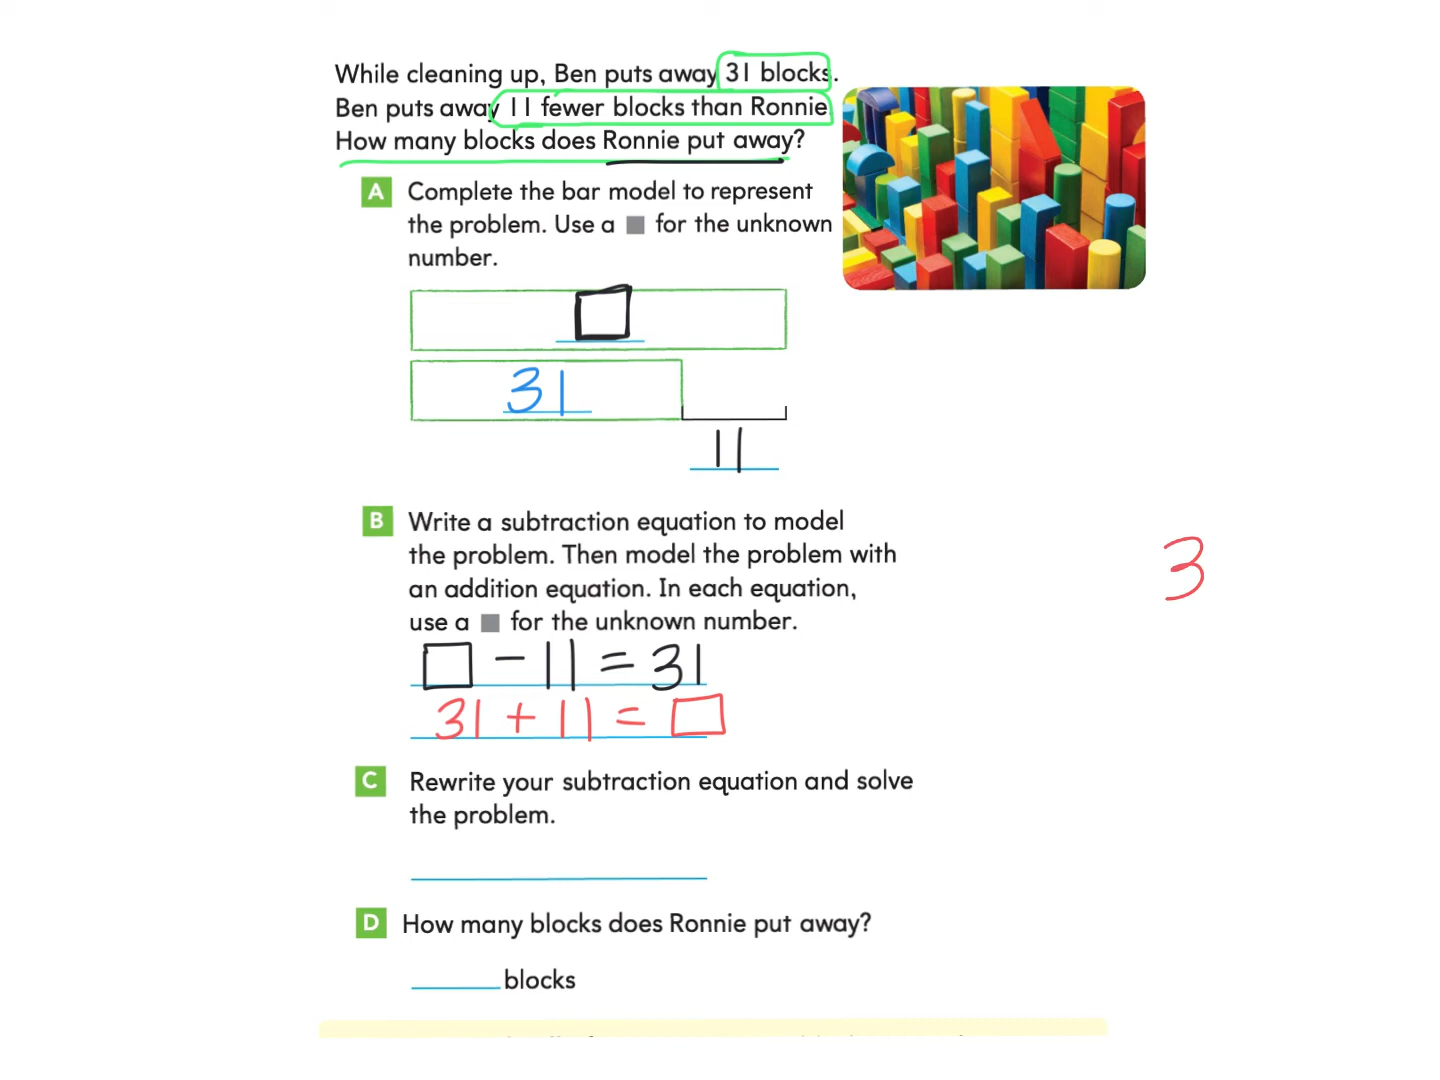 While cleaning up, Ben puts away 31 blocks.
Ben puts away 11 fewer blocks than Ronnie
How many blocks does Ronnie put away?
A Complete the bar model to represent
the problem. Use a ■ for the unknown
number.
□
31
11
B Write a subtraction equation to model
the problem. Then model the problem with
an addition equation. In each equation,
use a ■ for the unknown number.
3
□ – 11 = 31
31 + 11 = □
C Rewrite your subtraction equation and solve
the problem.
D How many blocks does Ronnie put away?
blocks